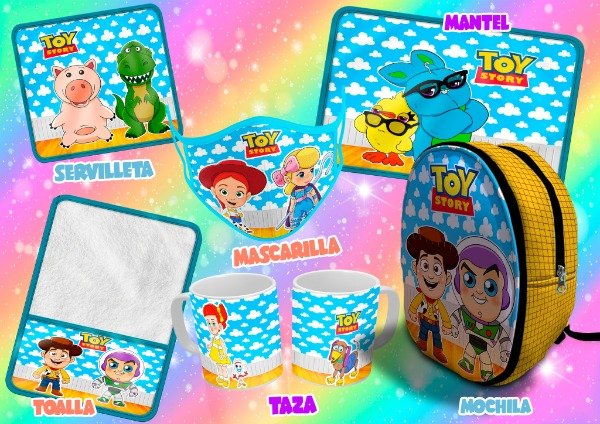 MANTEL
TOY
STORY
TOY
STORY
SERVILLETA
TOY
STORY
MASCARILLA
TOY
STORY
TOY
STORY
TOY
STORY
TOALLA
TAZA
MOCHILA